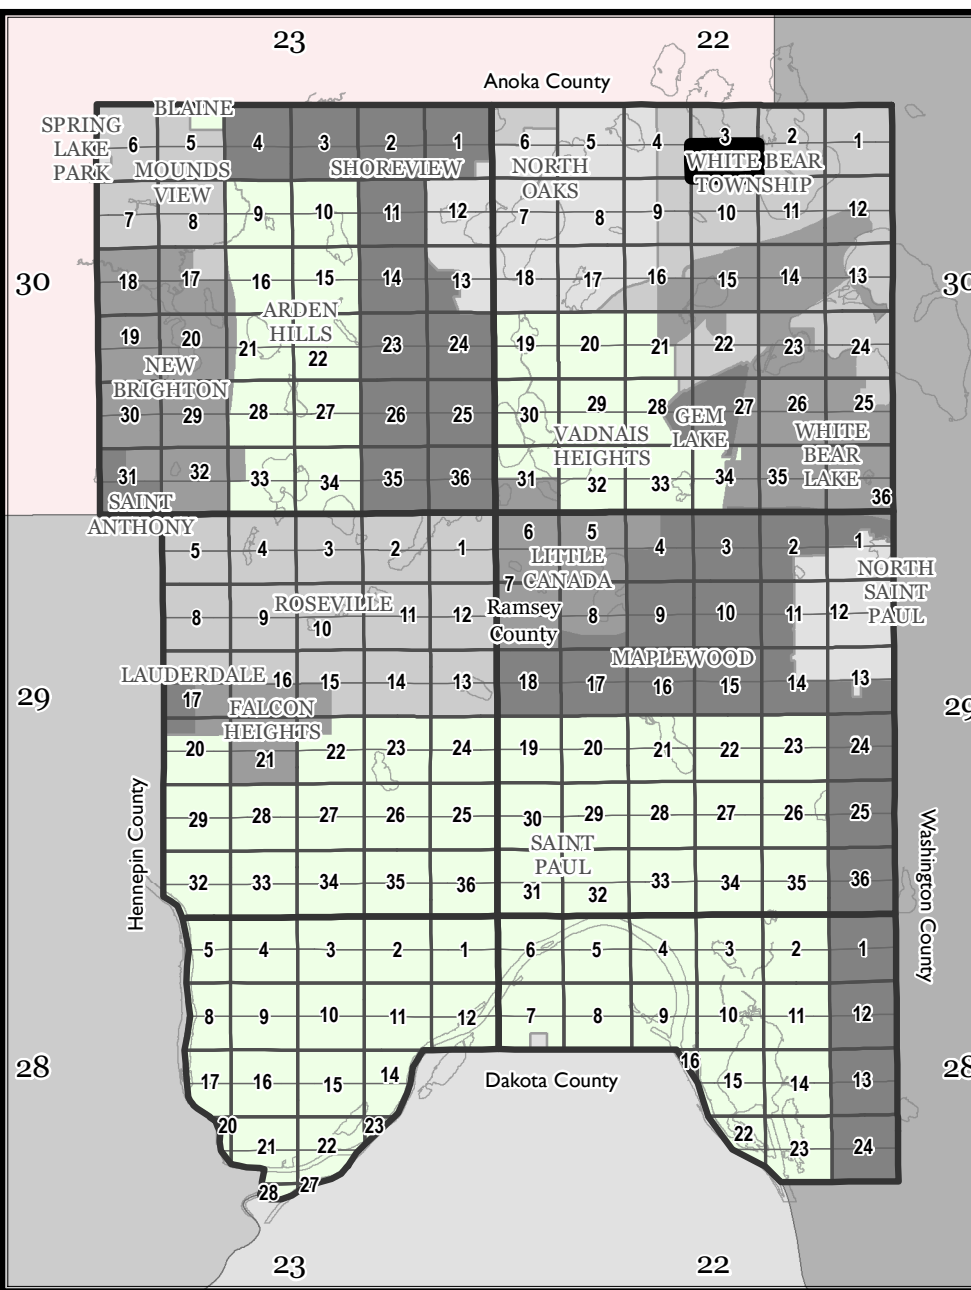 23 22
Anoka County
BLAINE
SPRING
LAKE
PARK
6 5 4 3 2 1 6 5 4 3 2 1
MOUNDS
VIEW
SHOREVIEW
NORTH
OAKS
WHITE BEAR
TOWNSHIP
7 8 9 10 11 12 7 8 9 10 11 12
30 18 17 16 15 14 13 18 17 16 15 14 13 30
ARDEN
HILLS
19 20 21 22 23 24 19 20 21 22 23 24
NEW
BRIGHTON
30 29 28 27 26 25 30 29 28 27 26 25
GEM
LAKE
VADNAIS
HEIGHTS
WHITE
BEAR
LAKE
31 32 33 34 35 36 31 32 33 34 35 36
SAINT
ANTHONY
5 4 3 2 1 6 5 4 3 2 1
LITTLE
CANADA
NORTH
SAINT
PAUL
8 9 10 11 12 7 8 9 10 11 12
ROSEVILLE
Ramsey
County
MAPLEWOOD
LAUDERDALE
29 17 16 15 14 13 18 17 16 15 14 13 29
FALCON
HEIGHTS
20 21 22 23 24 19 20 21 22 23 24
Hennepin County
29 28 27 26 25 30 29 28 27 26 25
SAINT
PAUL
Washington County
32 33 34 35 36 31 32 33 34 35 36
5 4 3 2 1 6 5 4 3 2 1
8 9 10 11 12 7 8 9 10 11 12
28 17 16 15 14 16 15 14 13 28
Dakota County
20 21 22 23 22 23 24
28 27
23 22